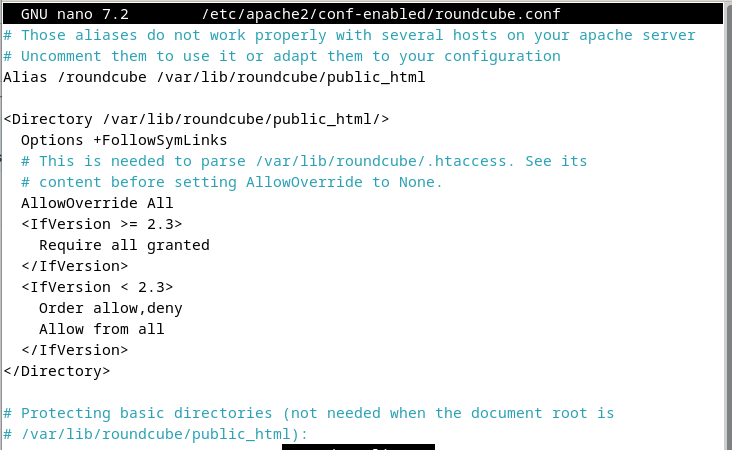 GNU nano 7.2 /etc/apache2/conf-enabled/roundcube.conf
# Those aliases do not work properly with several hosts on your apache server
# Uncomment them to use it or adapt them to your configuration
Alias /roundcube /var/lib/roundcube/public_html
<Directory /var/lib/roundcube/public_html/>
Options +FollowSymLinks
# This is needed to parse /var/lib/roundcube/.htaccess. See its
# content before setting AllowOverride to None.
AllowOverride All
<IfVersion >= 2.3>
Require all granted
</IfVersion>
<IfVersion < 2.3>
Order allow,deny
Allow from all
</IfVersion>
</Directory>
# Protecting basic directories (not needed when the document root is
# /var/lib/roundcube/public_html):